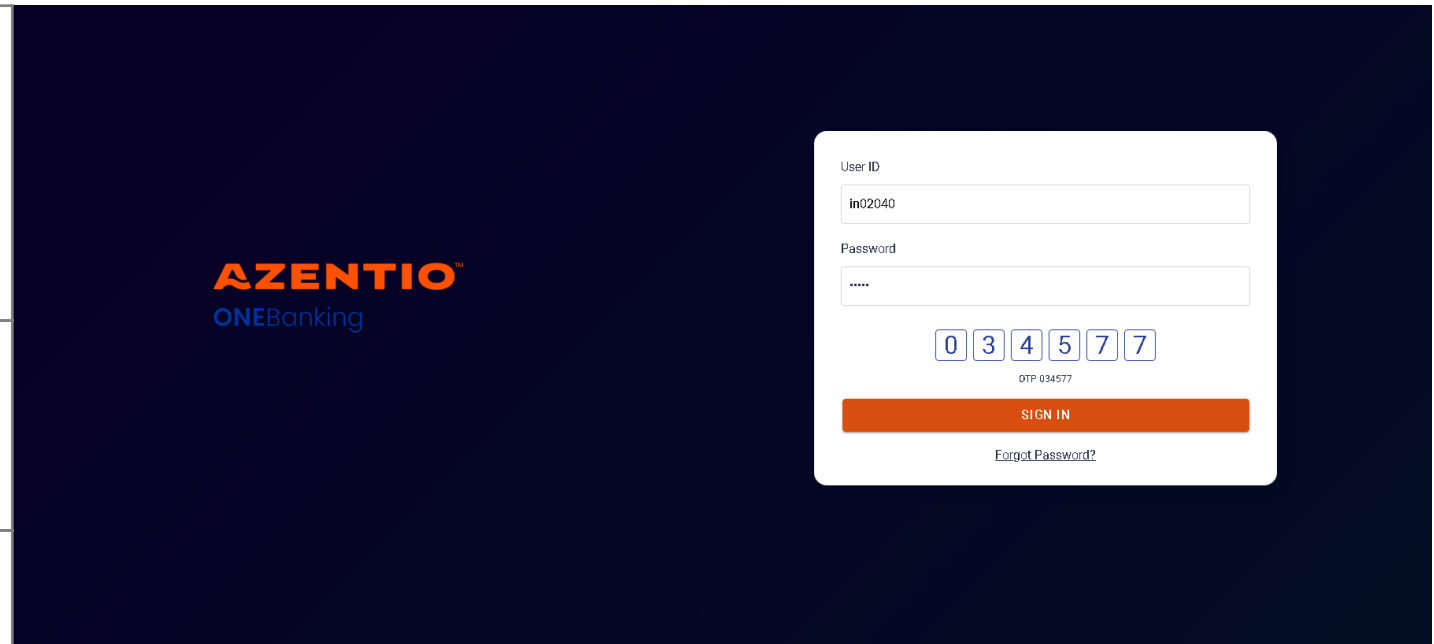 AZENTIO™
ONEBanking
User ID
in02040
Password
•••••
0 3 4 5 7 7
OTP 034577
SIGN IN
Forgot Password?